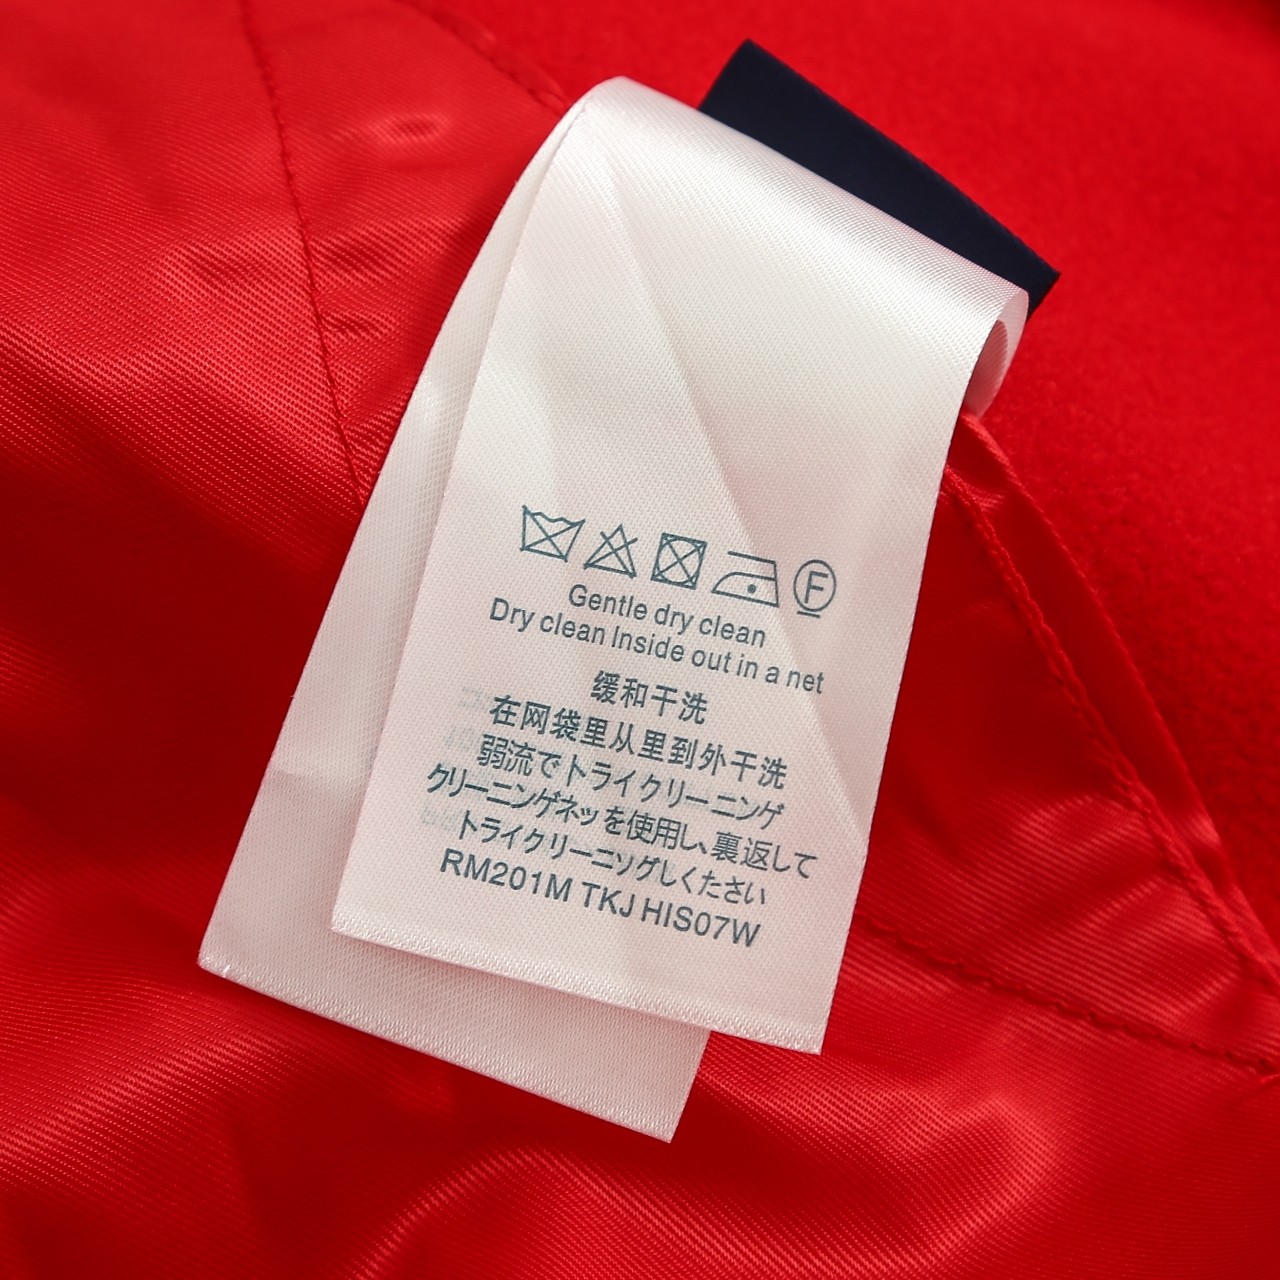 F
Gentle dry clean
Dry clean Inside out in a net
缓和干洗
在网袋里从里到外干洗
弱流でトライクリーニンゲ
クリーニンゲネッを使用し、裏返して
トライクリーニッグしください
RM201M TKJ HIS07W